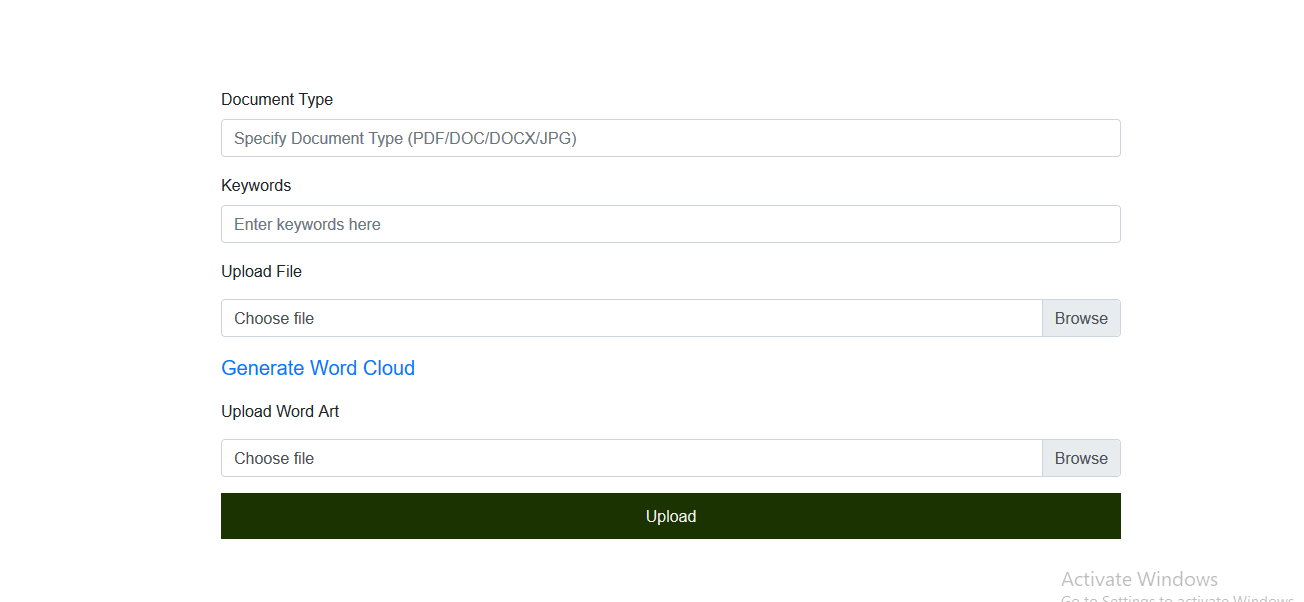 Document Type
Specify Document Type (PDF/DOC/DOCX/JPG)
Keywords
Enter keywords here
Upload File
Choose file
Browse
Generate Word Cloud
Upload Word Art
Choose file
Browse
Upload
Activate Windows
Go to Settings to activate Windows